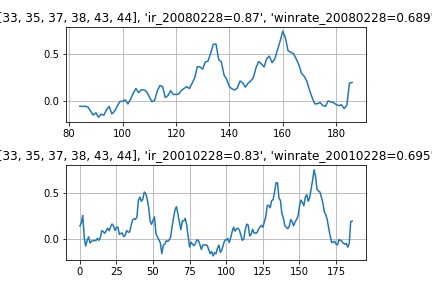 [33, 35, 37, 38, 43, 44], 'ir_20080228=0.87', 'winrate_20080228=0.689'
0.5
0.0
80 100 120 140 160 180
[33, 35, 37, 38, 43, 44], 'ir_20010228=0.83', 'winrate_20010228=0.695'
0.5
0.0
0 25 50 75 100 125 150 175